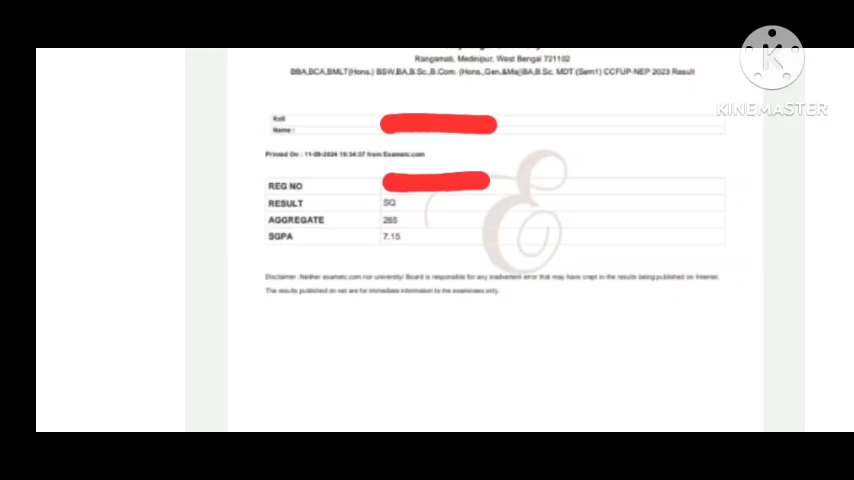 KINEMASTER
Rangamati, Medinipur, West Bengal 721102
BBA,BCA,BMLT(Hons.) BSW,BA,B.Sc.,B.Com. (Hons.,Gen.&Maj)BA,B.Sc. MDT (Sem1) CCFUP-NEP 2023 Result
Roll
Name :
Printed On : 11-09-2024 19:34:37 from Exametc.com
REG NO
RESULT SQ
AGGREGATE 265
SGPA 7.15
Disclaimer: Neither exametc.com nor university/ Board is responsible for any inadvertent error that may have crept in the results being published on Internet.
The results published on net are for immediate information to the examinees only.